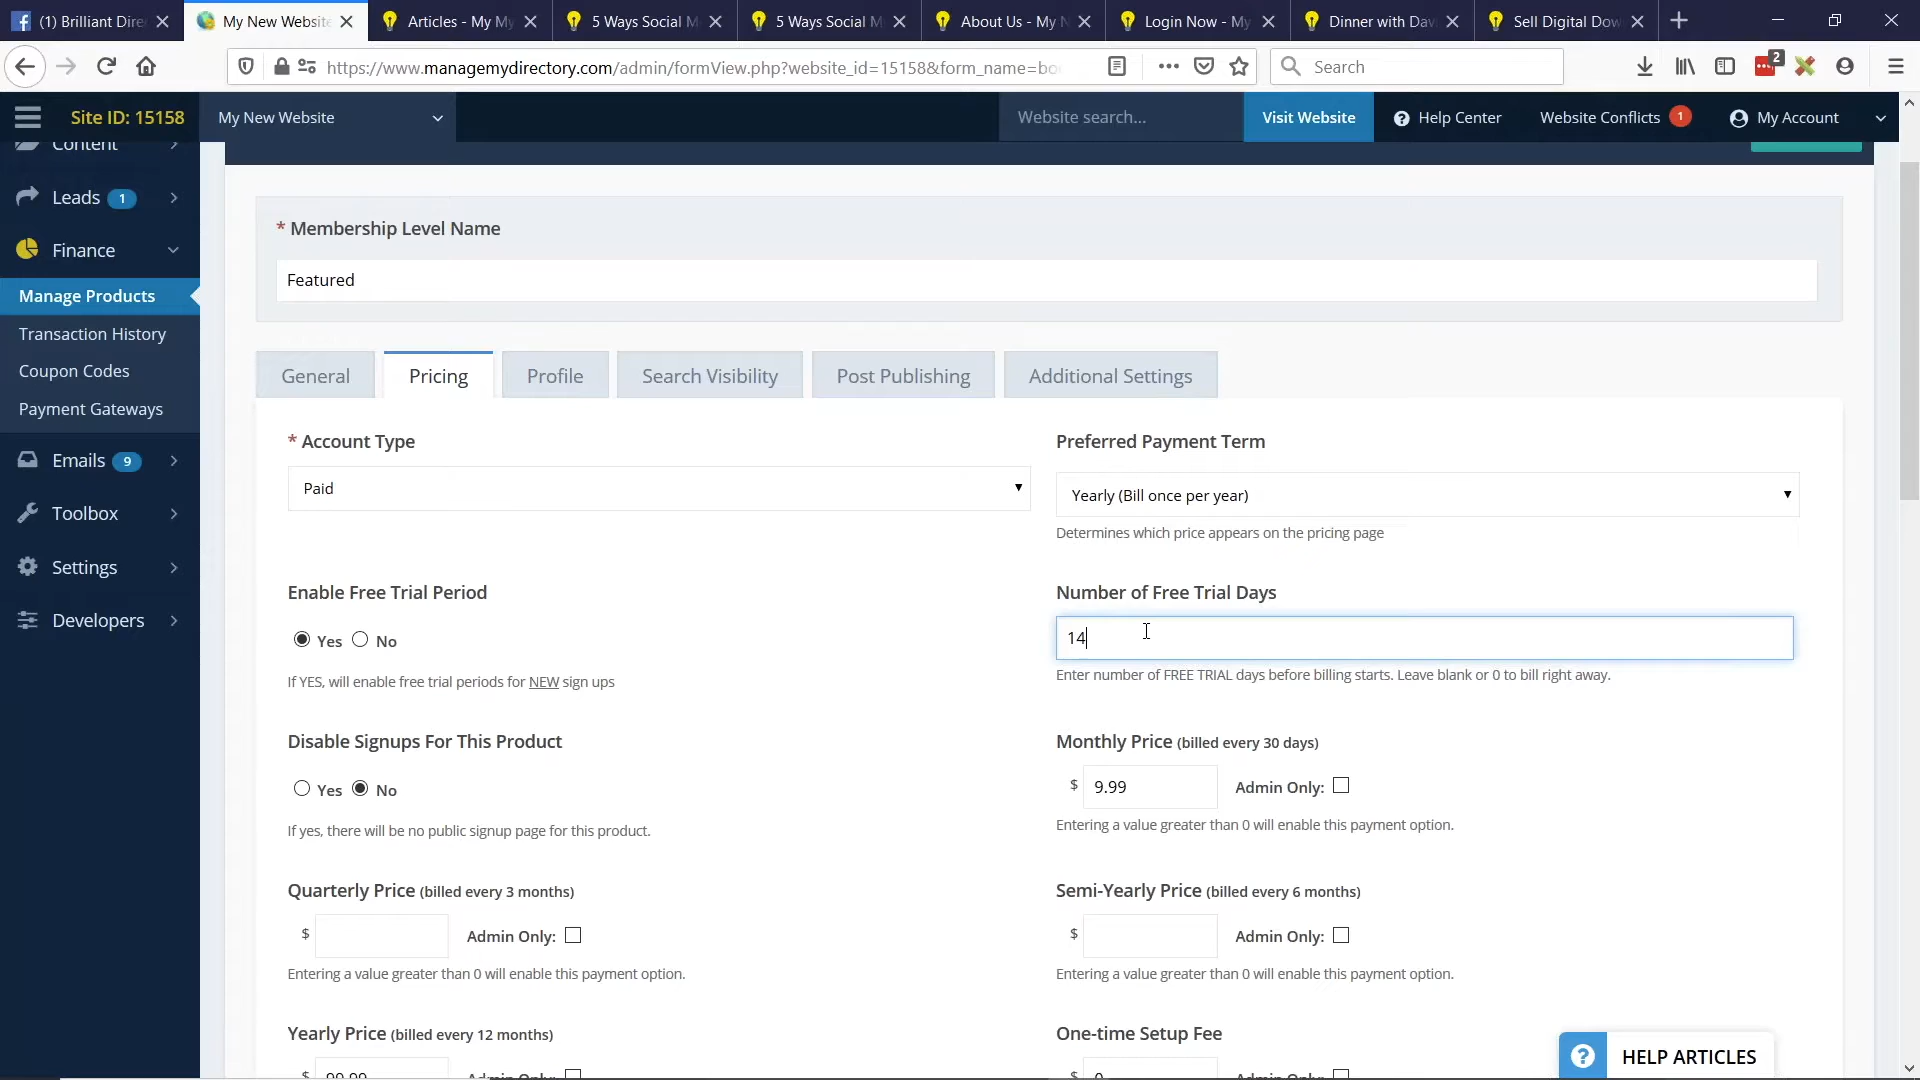 (1) Brilliant Dire
My New Website
Articles - My M
5 Ways Social M
5 Ways Social M
About Us - My N
Login Now - My
Dinner with Dav
Sell Digital Dow
https://www.managemydirectory.com/admin/formView.php?website_id=15158&form_name=bo
Search
2
Site ID: 15158
My New Website
Website search...
Visit Website
Help Center
Website Conflicts 1
My Account
Content
Leads 1
Finance
Manage Products
Transaction History
Coupon Codes
Payment Gateways
Emails 9
Toolbox
Settings
Developers
* Membership Level Name
Featured
General
Pricing
Profile
Search Visibility
Post Publishing
Additional Settings
* Account Type
Paid
Preferred Payment Term
Yearly (Bill once per year)
Determines which price appears on the pricing page
Enable Free Trial Period
Yes No
If YES, will enable free trial periods for NEW sign ups
Number of Free Trial Days
14
Enter number of FREE TRIAL days before billing starts. Leave blank or 0 to bill right away.
Disable Signups For This Product
Yes No
If yes, there will be no public signup page for this product.
Monthly Price (billed every 30 days)
$ 9.99 Admin Only:
Entering a value greater than 0 will enable this payment option.
Quarterly Price (billed every 3 months)
$ Admin Only:
Entering a value greater than 0 will enable this payment option.
Semi-Yearly Price (billed every 6 months)
$ Admin Only:
Entering a value greater than 0 will enable this payment option.
Yearly Price (billed every 12 months)
$ 99.99 Admin Only:
One-time Setup Fee
$ 0 Admin Only:
? HELP ARTICLES